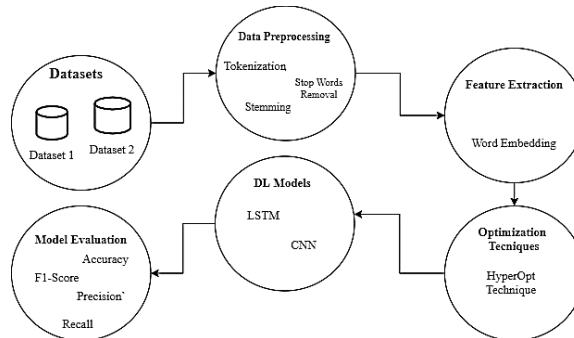 Datasets
Dataset 1
Dataset 2
Data Preprocessing
Tokenization
Stop Words
Removal
Stemming
Feature Extraction
Word Embedding
Optimization Tecniques
HyperOpt
Technique
DL Models
LSTM
CNN
Model Evaluation
Accuracy
F1-Score
Precision`
Recall